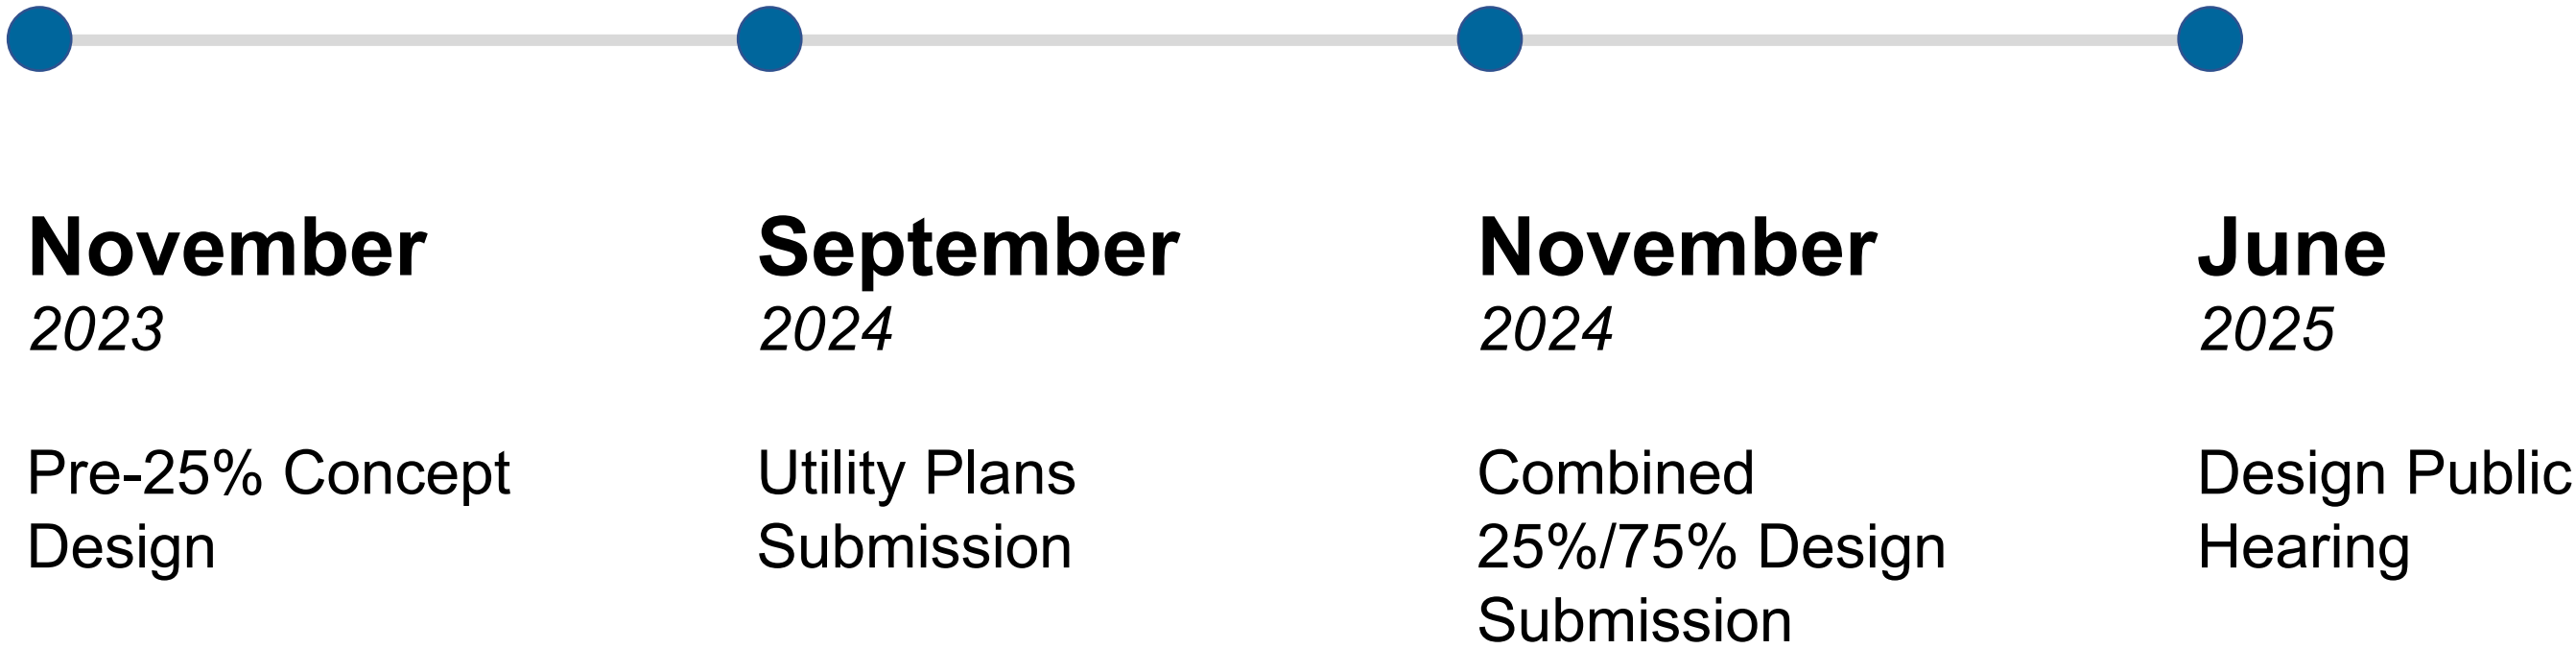 November
2023
Pre-25% Concept
Design
September
2024
Utility Plans
Submission
November
2024
Combined
25%/75% Design
Submission
June
2025
Design Public
Hearing